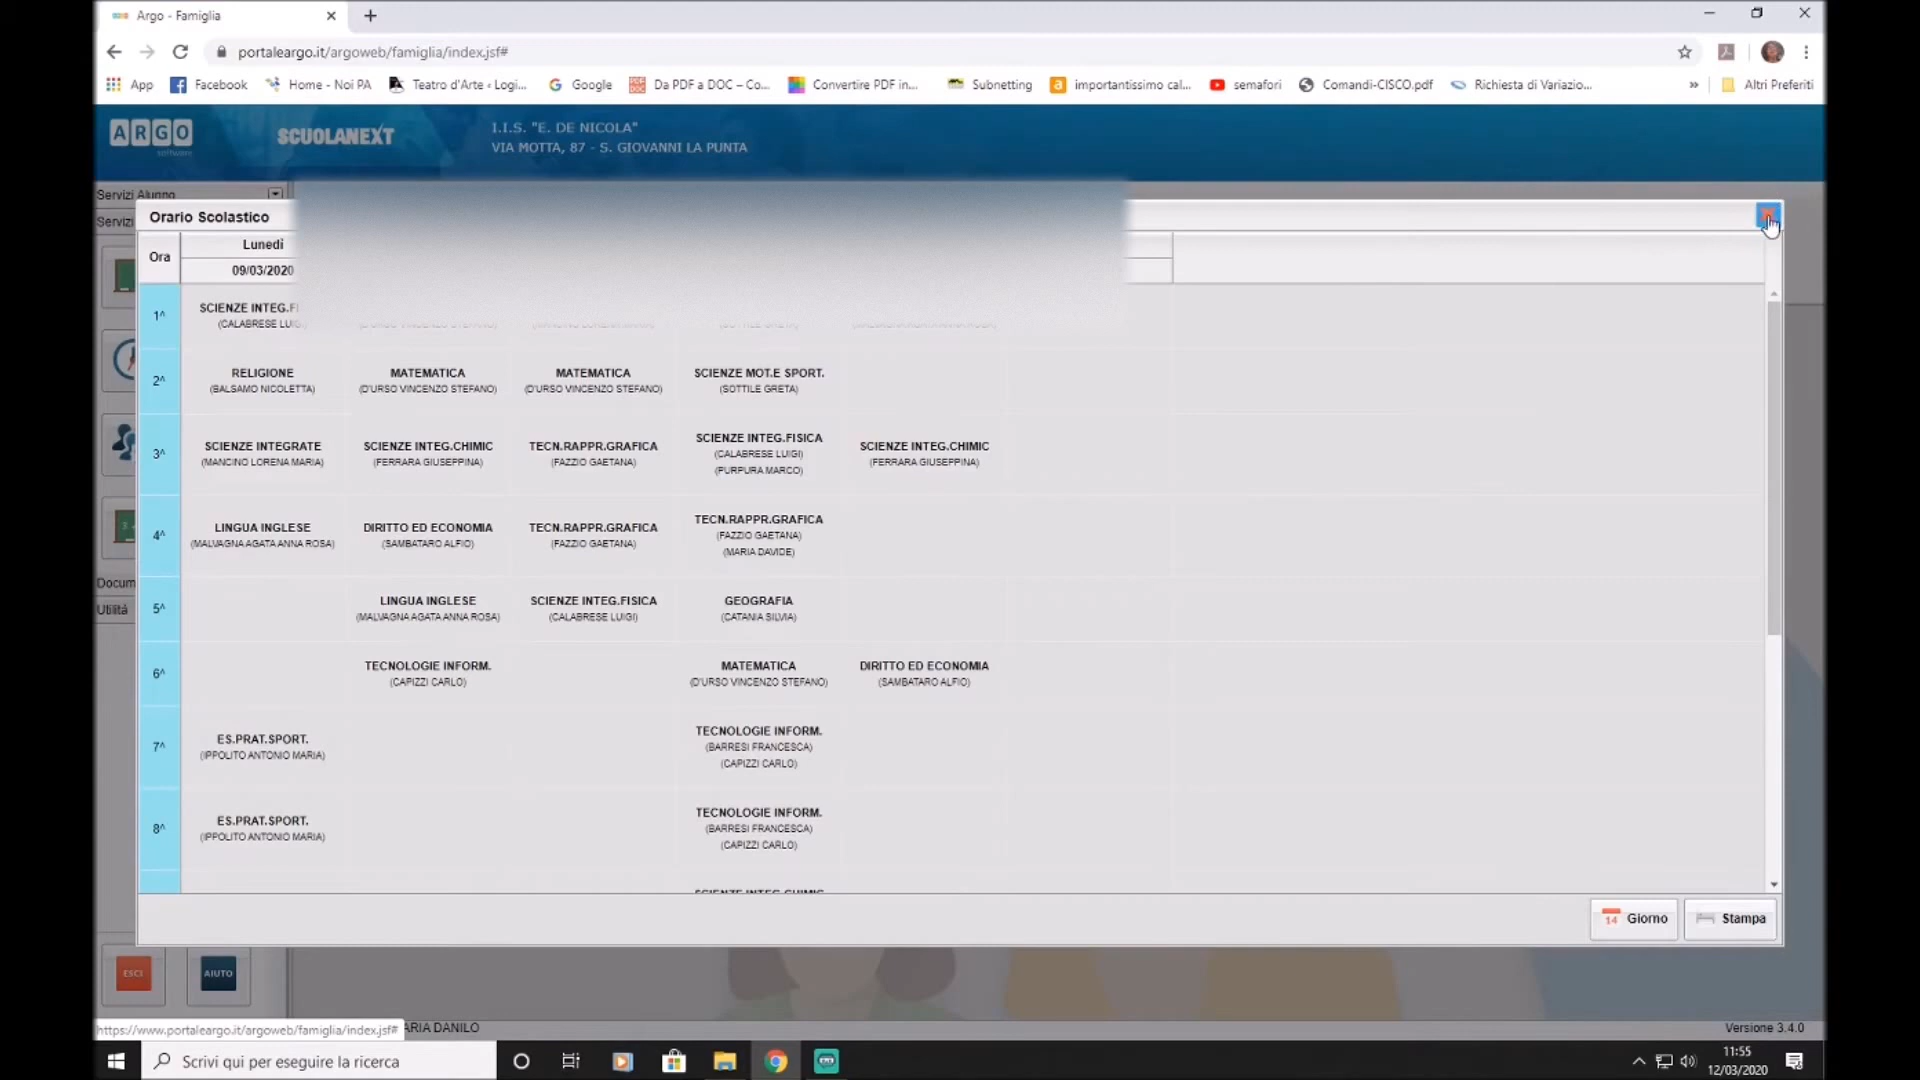 Argo - Famiglia
portaleargo.it/argoweb/famiglia/index.jsf#
App Facebook Home - Noi PA Teatro d'Arte ‹ Logi... Google Da PDF a DOC – Co... Convertire PDF in... Subnetting importantissimo cal... semafori Comandi-CISCO.pdf Richiesta di Variazio... » Altri Preferiti
ARGO software SCUOLANEXT I.I.S. "E. DE NICOLA"
VIA MOTTA, 87 - S. GIOVANNI LA PUNTA
Servizi Alunno
Servizi
Orario Scolastico
Ora Lunedì
09/03/2020
1^ SCIENZE INTEG.FI
(CALABRESE LUIG
2^ RELIGIONE MATEMATICA MATEMATICA SCIENZE MOT.E SPORT.
(BALSAMO NICOLETTA) (D'URSO VINCENZO STEFANO) (D'URSO VINCENZO STEFANO) (SOTTILE GRETA)
3^ SCIENZE INTEGRATE SCIENZE INTEG.CHIMIC TECN.RAPPR.GRAFICA SCIENZE INTEG.FISICA SCIENZE INTEG.CHIMIC
(MANCINO LORENA MARIA) (FERRARA GIUSEPPINA) (FAZZIO GAETANA) (CALABRESE LUIGI) (FERRARA GIUSEPPINA)
(PURPURA MARCO)
4^ LINGUA INGLESE DIRITTO ED ECONOMIA TECN.RAPPR.GRAFICA TECN.RAPPR.GRAFICA
(MALVAGNA AGATA ANNA ROSA) (SAMBATARO ALFIO) (FAZZIO GAETANA) (FAZZIO GAETANA)
(MARIA DAVIDE)
5^ LINGUA INGLESE SCIENZE INTEG.FISICA GEOGRAFIA
(MALVAGNA AGATA ANNA ROSA) (CALABRESE LUIGI) (CATANIA SILVIA)
6^ TECNOLOGIE INFORM. MATEMATICA DIRITTO ED ECONOMIA
(CAPIZZI CARLO) (D'URSO VINCENZO STEFANO) (SAMBATARO ALFIO)
7^ ES.PRAT.SPORT. TECNOLOGIE INFORM.
(IPPOLITO ANTONIO MARIA) (BARRESI FRANCESCA)
(CAPIZZI CARLO)
8^ ES.PRAT.SPORT. TECNOLOGIE INFORM.
(IPPOLITO ANTONIO MARIA) (BARRESI FRANCESCA)
(CAPIZZI CARLO)
Docum
Utilità
14 Giorno Stampa
ESCI AIUTO
https://www.portaleargo.it/argoweb/famiglia/index.jsf# ARIA DANILO Versione 3.4.0
Scrivi qui per eseguire la ricerca
11:55
12/03/2020